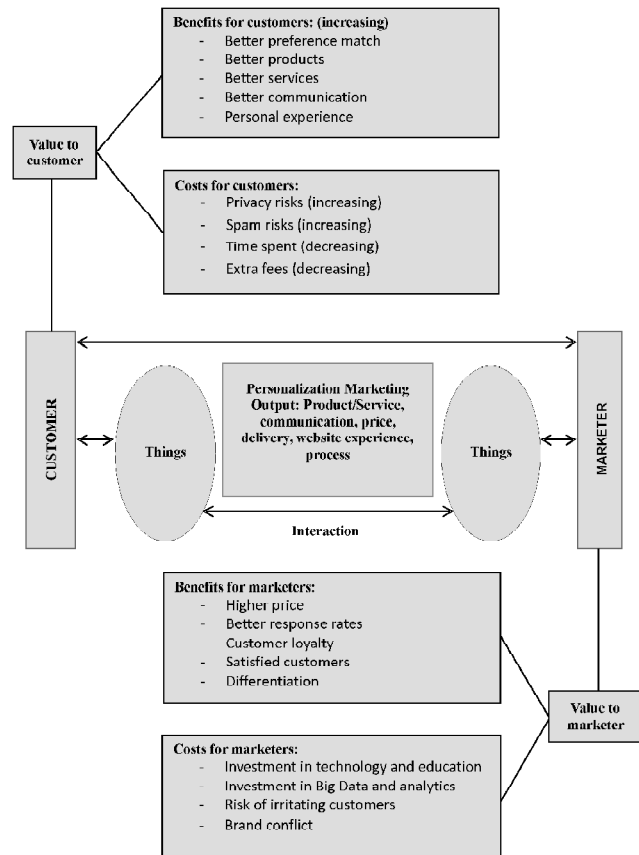 Benefits for customers: (increasing)
- Better preference match
- Better products
- Better services
- Better communication
- Personal experience
Value to
customer
Costs for customers:
- Privacy risks (increasing)
- Spam risks (increasing)
- Time spent (decreasing)
- Extra fees (decreasing)
CUSTOMER
Things
Personalization Marketing
Output: Product/Service,
communication, price,
delivery, website experience,
process
Things
MARKETER
Interaction
Benefits for marketers:
- Higher price
- Better response rates
Customer loyalty
- Satisfied customers
- Differentiation
Value to
marketer
Costs for marketers:
- Investment in technology and education
- Investment in Big Data and analytics
- Risk of irritating customers
- Brand conflict